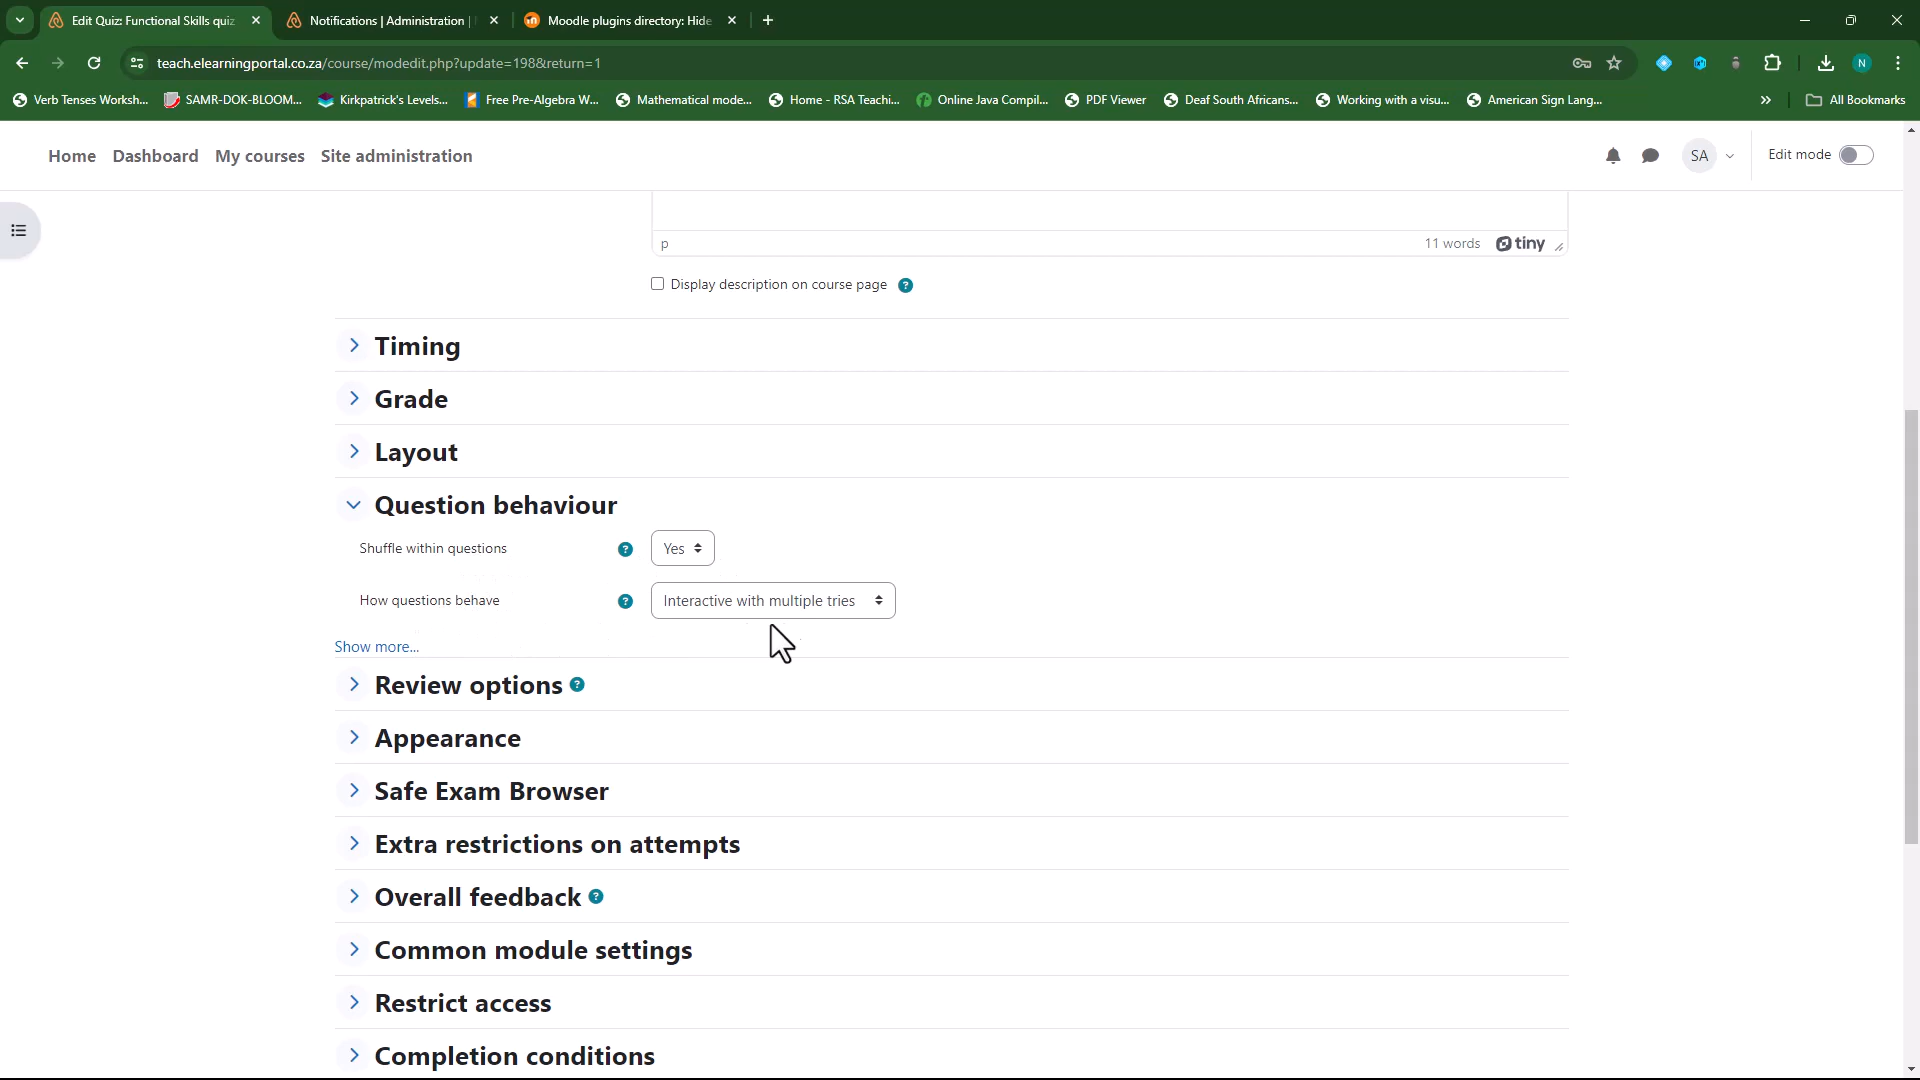 Edit Quiz: Functional Skills quiz
Notifications | Administration |
Moodle plugins directory: Hide
teach.elearningportal.co.za/course/modedit.php?update=198&return=1
N
Verb Tenses Worksh...
SAMR-DOK-BLOOM...
Kirkpatrick's Levels...
Free Pre-Algebra W...
Mathematical mode...
Home - RSA Teachi...
Online Java Compil...
PDF Viewer
Deaf South Africans...
Working with a visu...
American Sign Lang...
All Bookmarks
Home
Dashboard
My courses
Site administration
SA
Edit mode
p
11 words
tiny
Display description on course page
Timing
Grade
Layout
Question behaviour
Shuffle within questions
Yes
How questions behave
Interactive with multiple tries
Show more...
Review options
Appearance
Safe Exam Browser
Extra restrictions on attempts
Overall feedback
Common module settings
Restrict access
Completion conditions